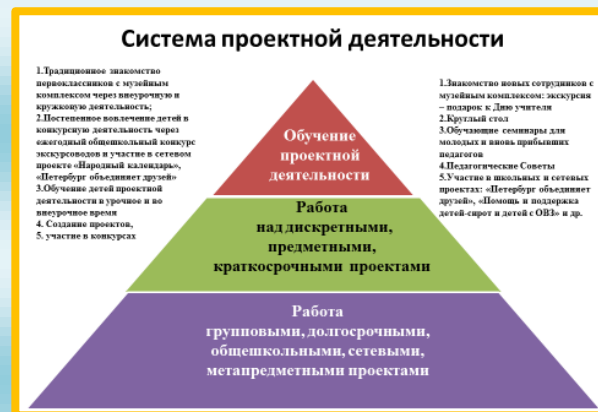 Система проектной деятельности
1.Традиционное знакомство
первоклассников с музейным
комплексом через внеурочную и
кружковую деятельность;
2.Постепенное вовлечение детей в
конкурсную деятельность через
ежегодный общешкольный конкурс
экскурсоводов и участие в сетевом
проекте «Народный календарь»,
«Петербург объединяет друзей»
3.Обучение детей проектной
деятельности в урочное и во
внеурочное время
4. Создание проектов,
5. участие в конкурсах
1.Знакомство новых сотрудников с
музейным комплексом: экскурсия
– подарок к Дню учителя
2.Круглый стол
3.Обучающие семинары для
молодых и вновь прибывших
педагогов
4.Педагогические Советы
5.Участие в школьных и сетевых
проектах: «Петербург объединяет
друзей», «Помощь и поддержка
детей-сирот и детей с ОВЗ» и др.
Обучение
проектной
деятельности
Работа
над дискретными,
предметными,
краткосрочными проектами
Работа
групповыми, долгосрочными,
общешкольными, сетевыми,
метапредметными проектами